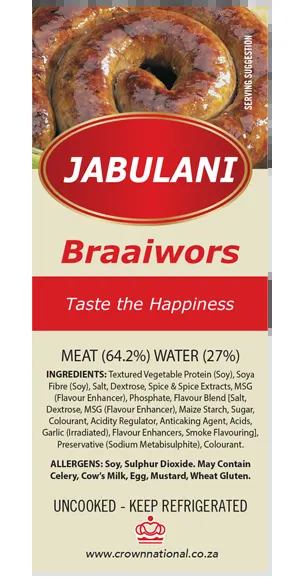 SERVING SUGGESTION
JABULANI
Braaiwors
Taste the Happiness
MEAT (64.2%) WATER (27%)
INGREDIENTS: Textured Vegetable Protein (Soy), Soya
Fibre (Soy), Salt, Dextrose, Spice & Spice Extracts, MSG
(Flavour Enhancer), Phosphate, Flavour Blend [Salt,
Dextrose, MSG (Flavour Enhancer), Maize Starch, Sugar,
Colourant, Acidity Regulator, Anticaking Agent, Acids,
Garlic (Irradiated), Flavour Enhancers, Smoke Flavouring],
Preservative (Sodium Metabisulphite), Colourant.
ALLERGENS: Soy, Sulphur Dioxide. May Contain
Celery, Cow's Milk, Egg, Mustard, Wheat Gluten.
UNCOOKED - KEEP REFRIGERATED
www.crownnational.co.za